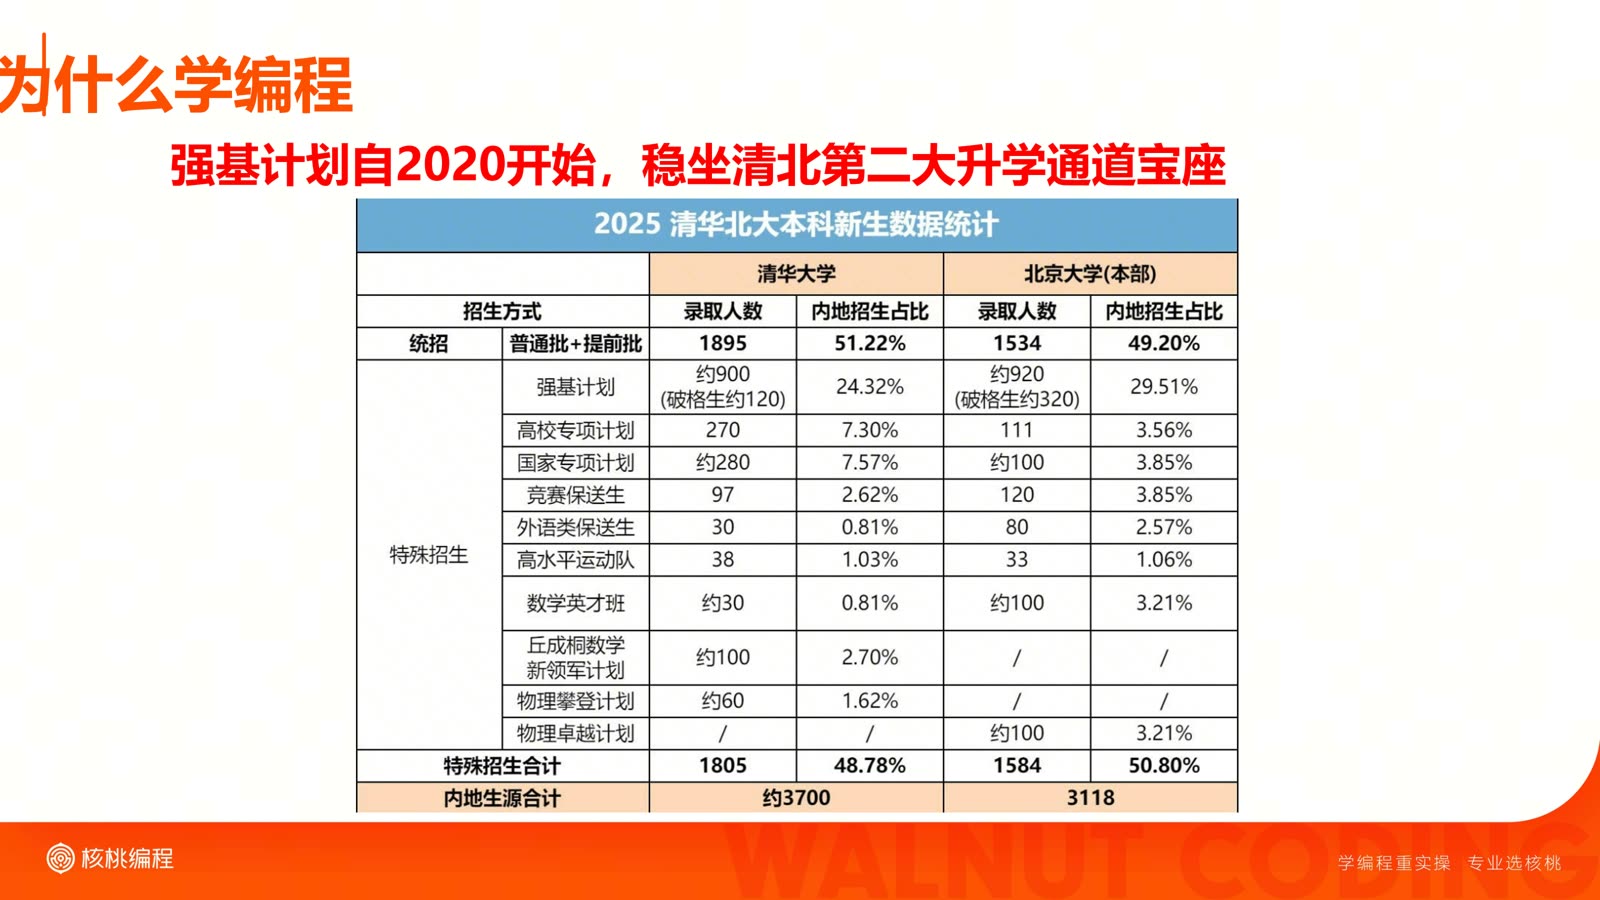 为什么学编程
强基计划自2020开始，稳坐清北第二大升学通道宝座
2025 清华北大本科新生数据统计
清华大学 北京大学(本部)
招生方式 录取人数 内地招生占比 录取人数 内地招生占比
统招 普通批+提前批 1895 51.22% 1534 49.20%
特殊招生
强基计划 约900 (破格生约120) 24.32% 约920 (破格生约320) 29.51%
高校专项计划 270 7.30% 111 3.56%
国家专项计划 约280 7.57% 约100 3.85%
竞赛保送生 97 2.62% 120 3.85%
外语类保送生 30 0.81% 80 2.57%
高水平运动队 38 1.03% 33 1.06%
数学英才班 约30 0.81% 约100 3.21%
丘成桐数学新领军计划 约100 2.70% / /
物理攀登计划 约60 1.62% / /
物理卓越计划 / / 约100 3.21%
特殊招生合计 1805 48.78% 1584 50.80%
内地生源合计 约3700 3118
核桃编程
WALNUT CODING
学编程重实操 专业选核桃